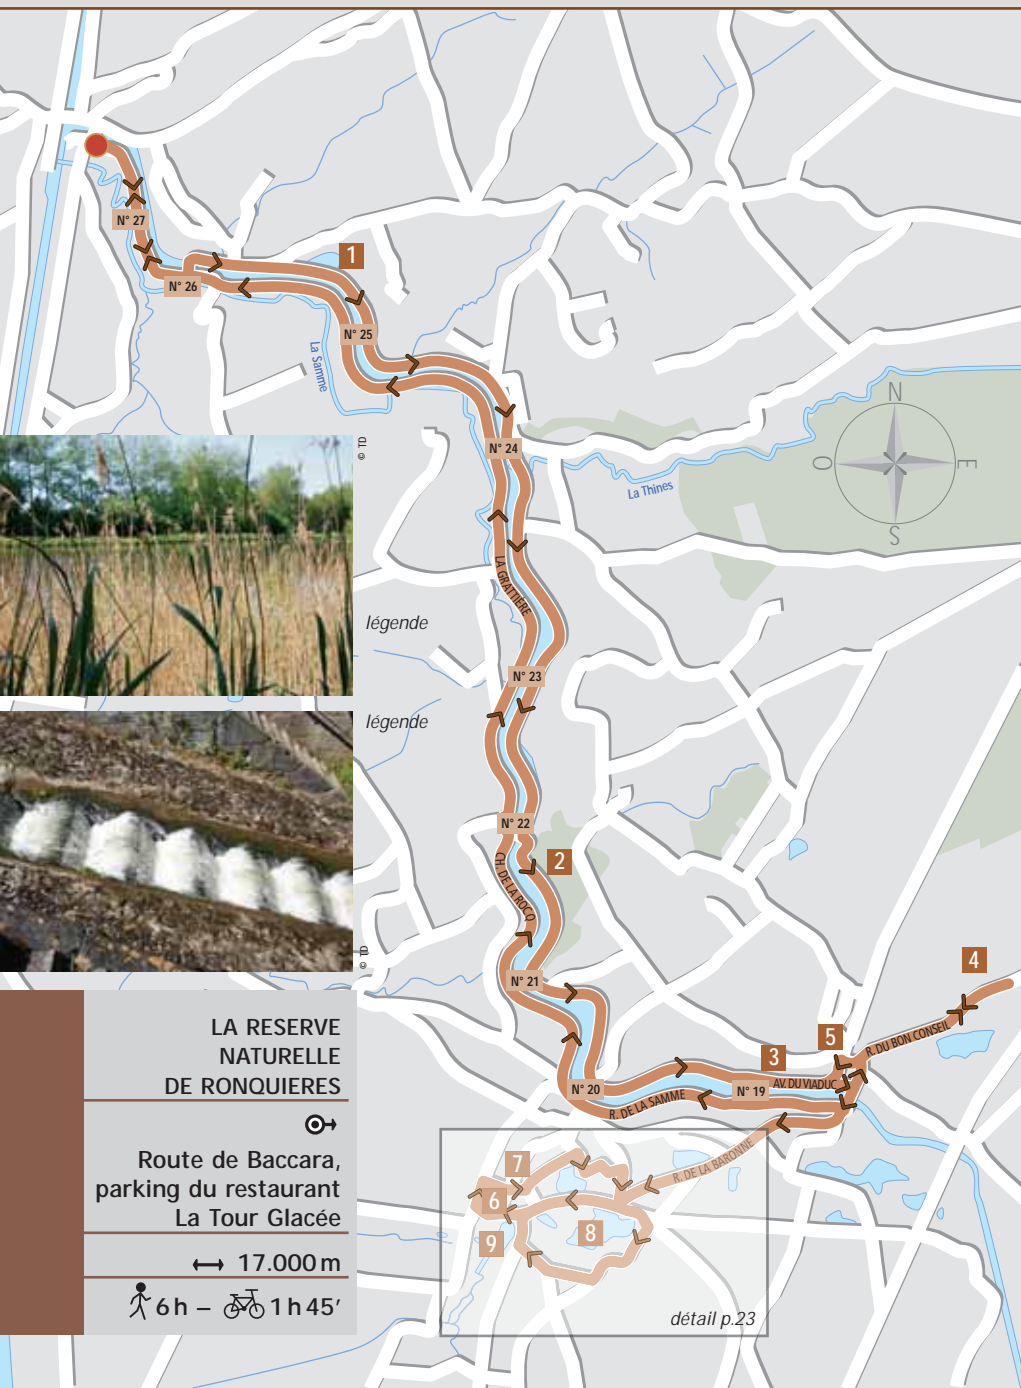 N° 27
N° 26
1
N° 25
La Samme
N° 24
La Thines
N
O
E
S
© TD
LA GRATTIÈRE
légende
N° 23
légende
N° 22
2
CH. DE LA ROCQ
© TD
N° 21
4
5
R. DU BON CONSEIL
3
AV. DU VIADUC
N° 20
N° 19
R. DE LA SAMME
R. DE LA BARONNE
7
6
8
9
détail p.23
LA RESERVE
NATURELLE
DE RONQUIERES
Route de Baccara,
parking du restaurant
La Tour Glacée
17.000 m
6 h – 1 h 45’